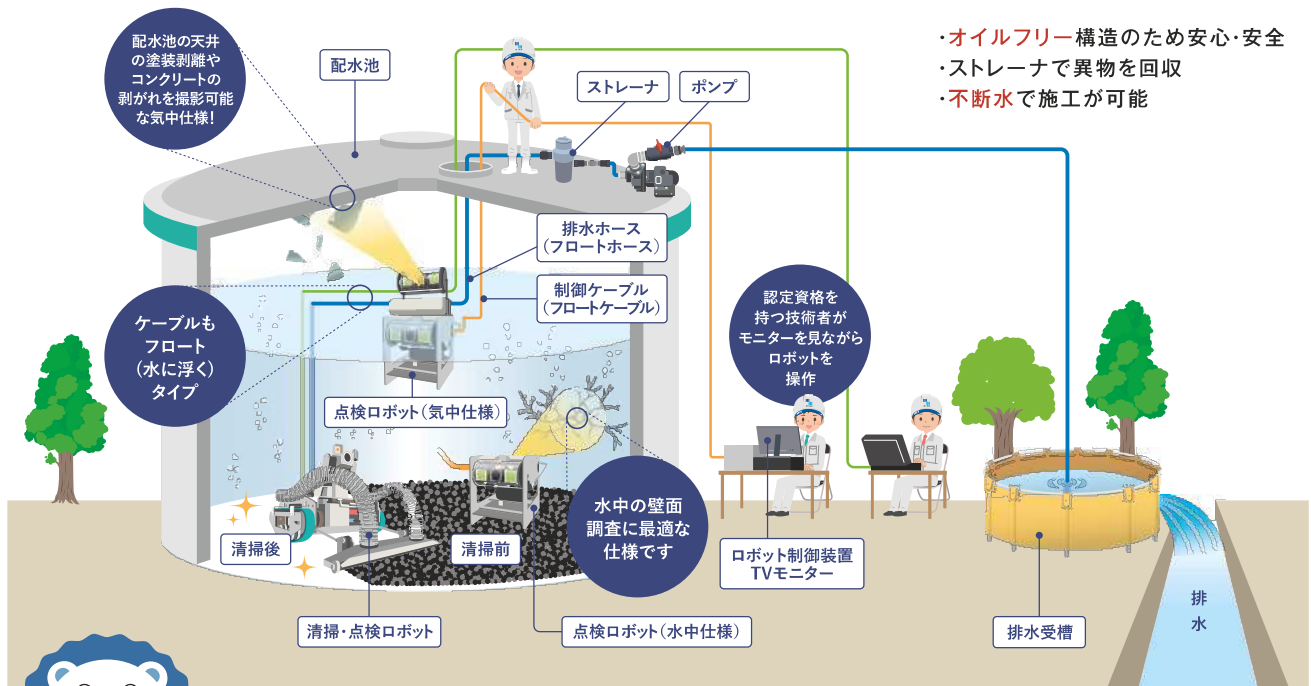 ・オイルフリー構造のため安心・安全
・ストレーナで異物を回収
・不断水で施工が可能
配水池の天井
の塗装剥離や
コンクリートの
剥がれを撮影可能
な気中仕様！
配水池
ストレーナ
ポンプ
排水ホース
（フロートホース）
制御ケーブル
（フロートケーブル）
ケーブルも
フロート
（水に浮く）
タイプ
認定資格を
持つ技術者が
モニターを見ながら
ロボットを
操作
点検ロボット（気中仕様）
水中の壁面
調査に最適な
仕様です
清掃後
清掃前
ロボット制御装置
TVモニター
清掃・点検ロボット
点検ロボット（水中仕様）
排水受槽
排
水